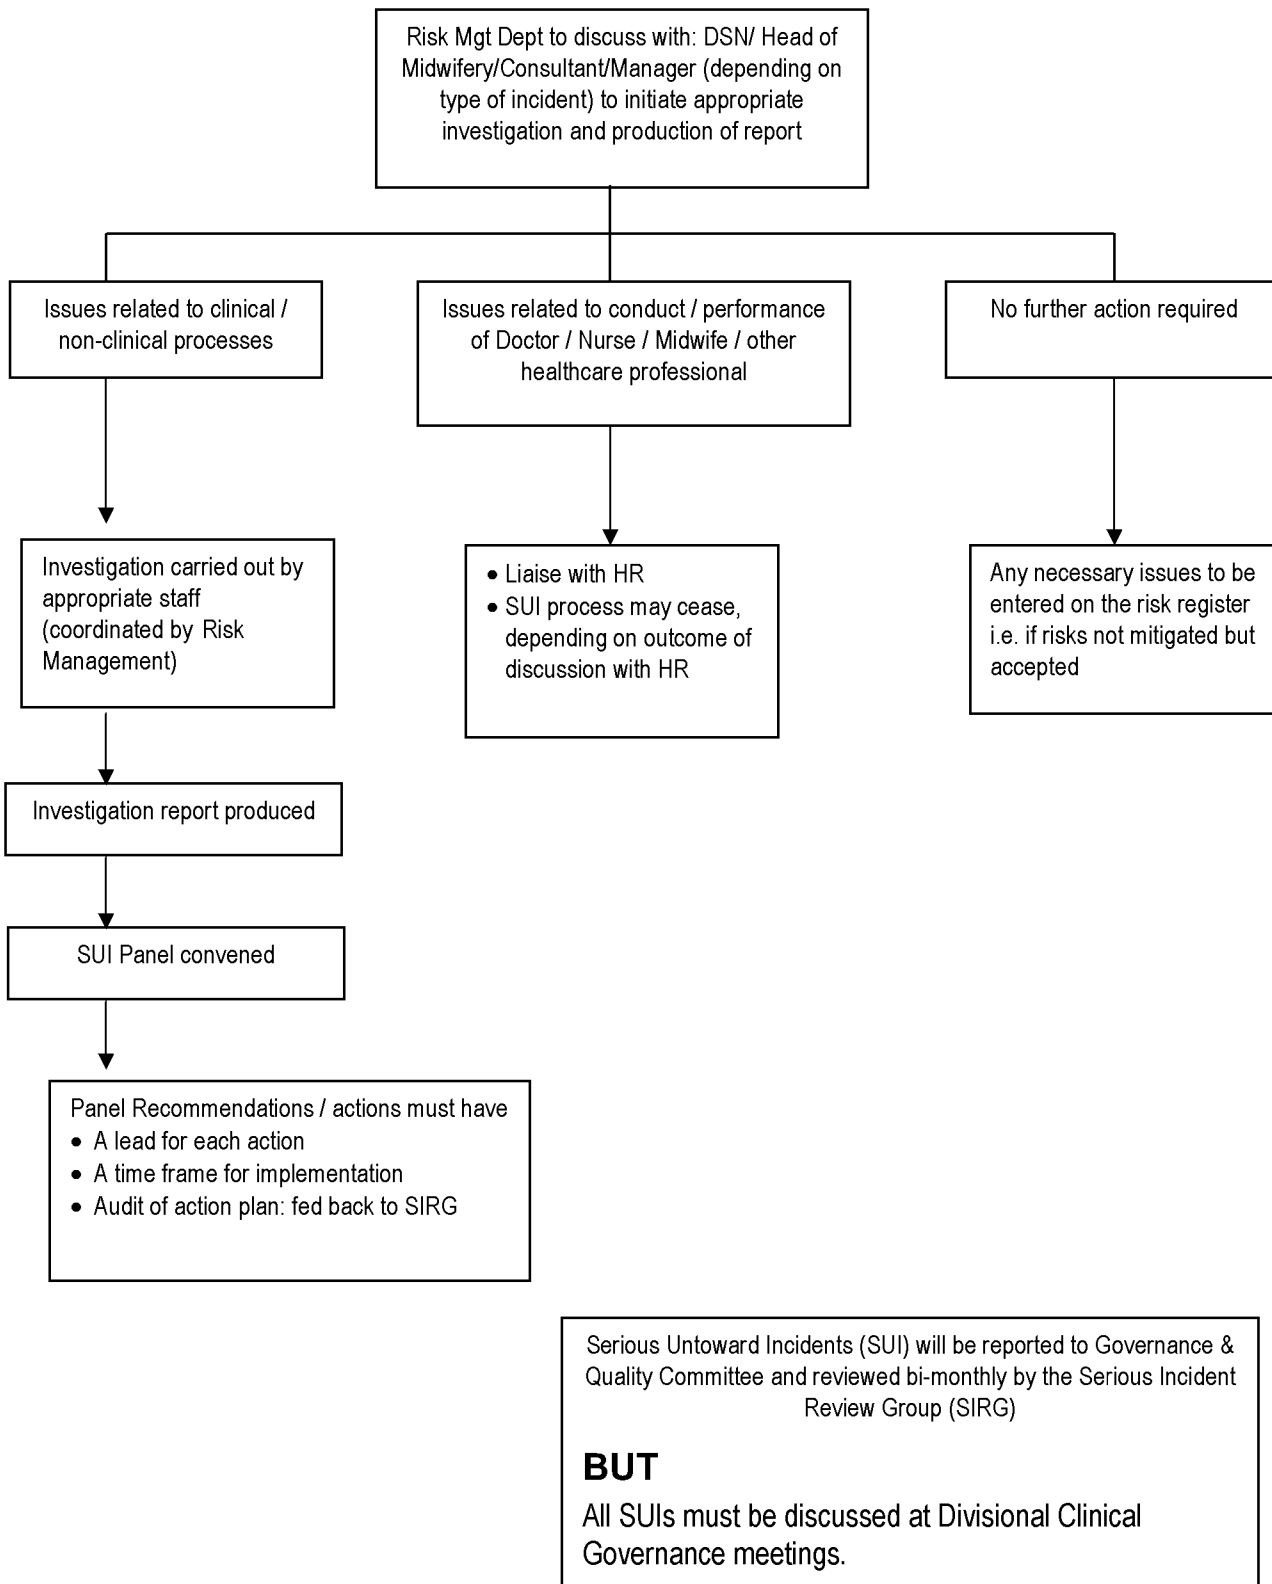 Risk Mgt Dept to discuss with: DSN/ Head of
Midwifery/Consultant/Manager (depending on
type of incident) to initiate appropriate
investigation and production of report
Issues related to clinical /
non-clinical processes
Issues related to conduct / performance
of Doctor / Nurse / Midwife / other
healthcare professional
No further action required
Investigation carried out by
appropriate staff
(coordinated by Risk
Management)
• Liaise with HR
• SUI process may cease,
depending on outcome of
discussion with HR
Any necessary issues to be
entered on the risk register
i.e. if risks not mitigated but
accepted
Investigation report produced
SUI Panel convened
Panel Recommendations / actions must have
• A lead for each action
• A time frame for implementation
• Audit of action plan: fed back to SIRG
Serious Untoward Incidents (SUI) will be reported to Governance &
Quality Committee and reviewed bi-monthly by the Serious Incident
Review Group (SIRG)
BUT
All SUIs must be discussed at Divisional Clinical
Governance meetings.